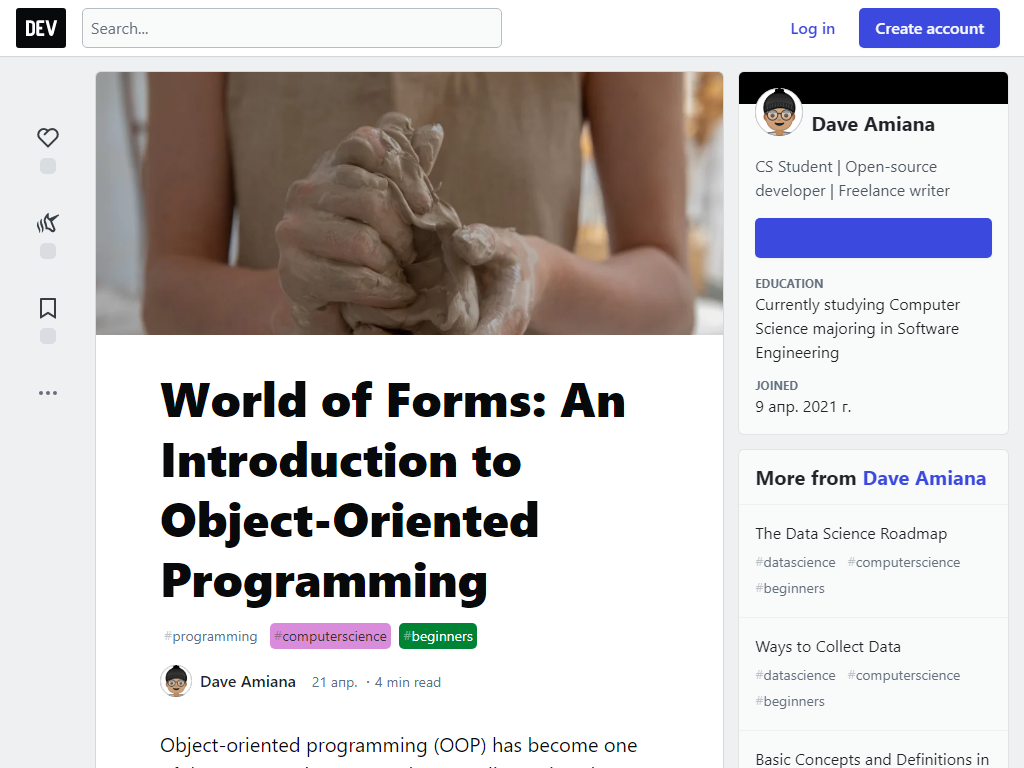 DEV
Search...
Log in
Create account
World of Forms: An
Introduction to
Object-Oriented
Programming
#programming #computerscience #beginners
Dave Amiana 21 апр. · 4 min read
Object-oriented programming (OOP) has become one
Dave Amiana
CS Student | Open-source
developer | Freelance writer
EDUCATION
Currently studying Computer
Science majoring in Software
Engineering
JOINED
9 апр. 2021 г.
More from Dave Amiana
The Data Science Roadmap
#datascience #computerscience
#beginners
Ways to Collect Data
#datascience #computerscience
#beginners
Basic Concepts and Definitions in